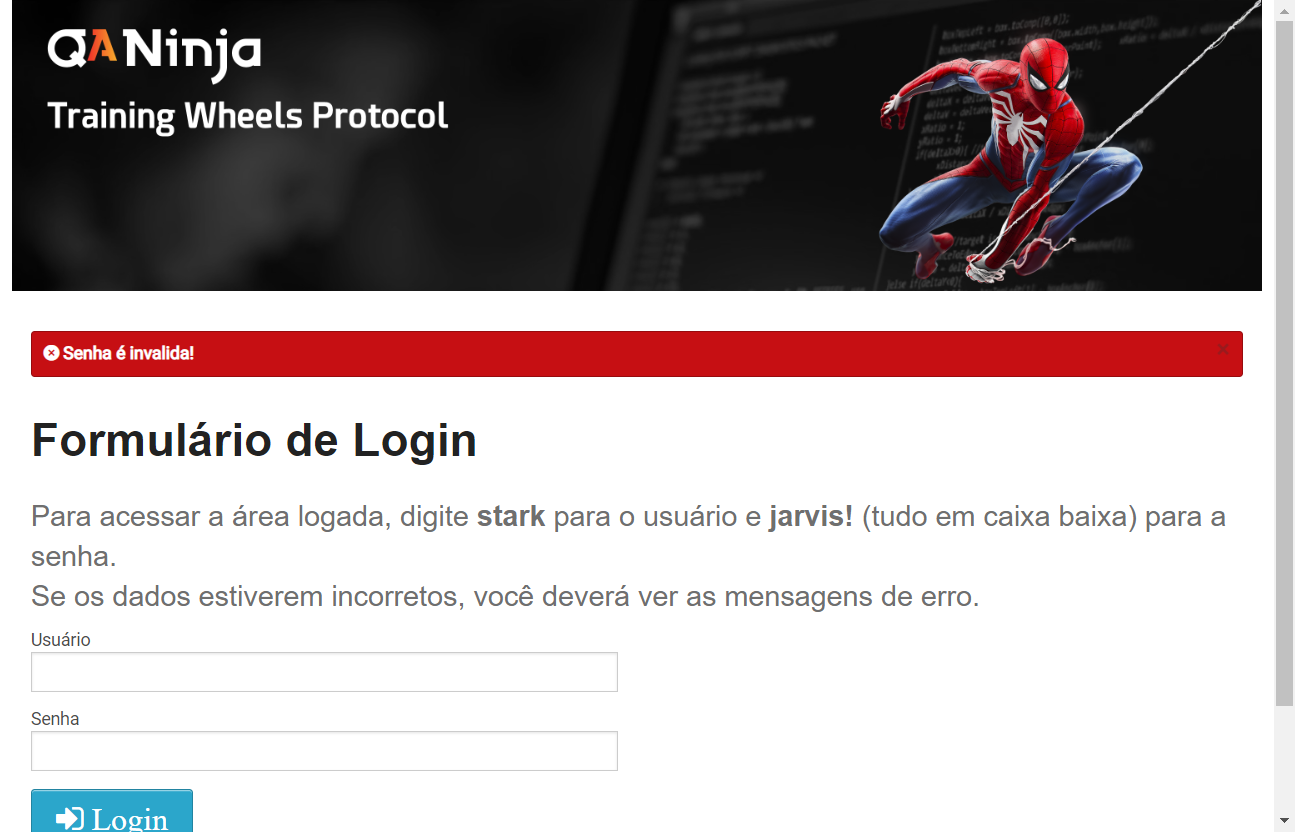 QANinja
Training Wheels Protocol
Senha é invalida!
×
Formulário de Login
Para acessar a área logada, digite stark para o usuário e jarvis! (tudo em caixa baixa) para a
senha.
Se os dados estiverem incorretos, você deverá ver as mensagens de erro.
Usuário
Senha
Login